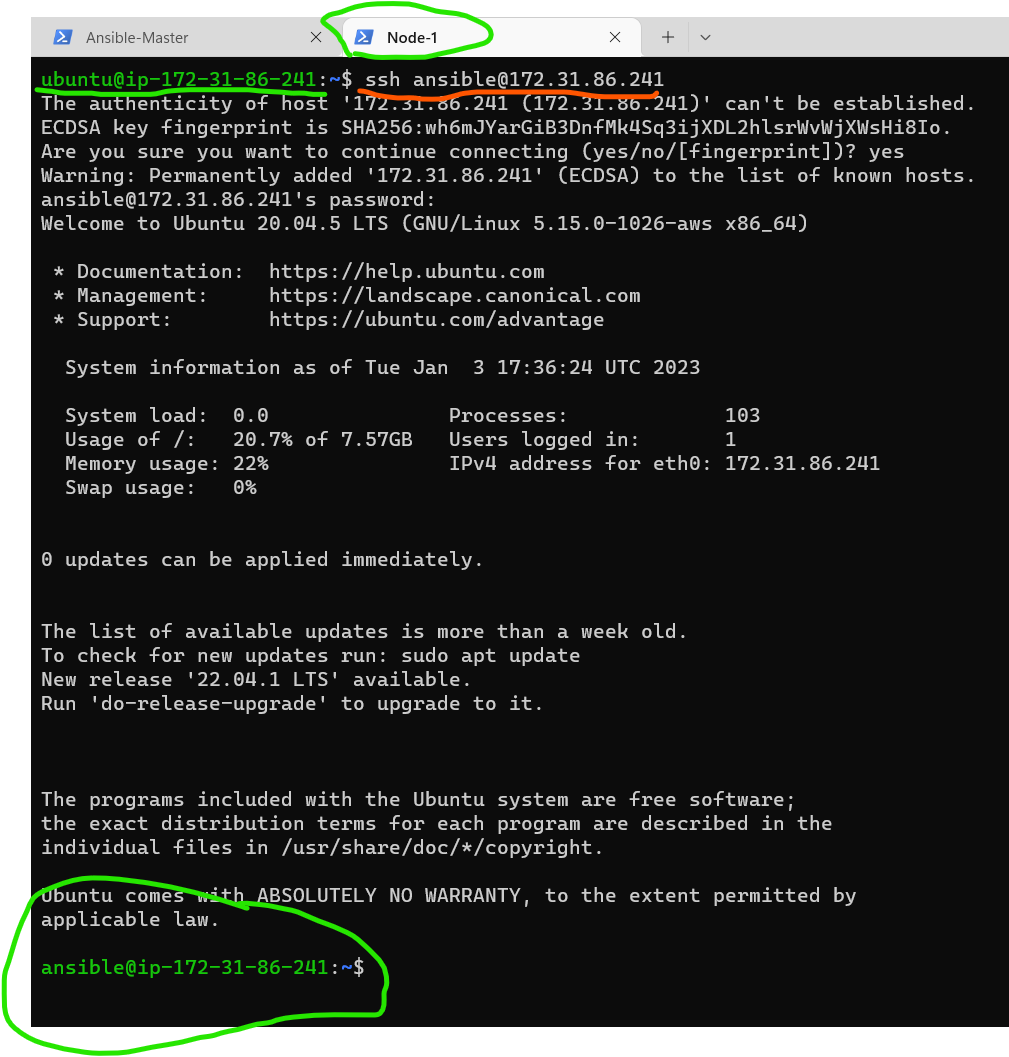 Ansible-Master
Node-1
ubuntu@ip-172-31-86-241:~$ ssh ansible@172.31.86.241
The authenticity of host '172.31.86.241 (172.31.86.241)' can't be established.
ECDSA key fingerprint is SHA256:wh6mJYarGiB3DnfMk4Sq3ijXDL2hlsrWvWjXWsHi8Io.
Are you sure you want to continue connecting (yes/no/[fingerprint])? yes
Warning: Permanently added '172.31.86.241' (ECDSA) to the list of known hosts.
ansible@172.31.86.241's password:
Welcome to Ubuntu 20.04.5 LTS (GNU/Linux 5.15.0-1026-aws x86_64)
* Documentation:  https://help.ubuntu.com
* Management:     https://landscape.canonical.com
* Support:        https://ubuntu.com/advantage
System information as of Tue Jan  3 17:36:24 UTC 2023
System load:  0.0               Processes:             103
Usage of /:   20.7% of 7.57GB   Users logged in:       1
Memory usage: 22%               IPv4 address for eth0: 172.31.86.241
Swap usage:   0%
0 updates can be applied immediately.
The list of available updates is more than a week old.
To check for new updates run: sudo apt update
New release '22.04.1 LTS' available.
Run 'do-release-upgrade' to upgrade to it.
The programs included with the Ubuntu system are free software;
the exact distribution terms for each program are described in the
individual files in /usr/share/doc/*/copyright.
Ubuntu comes with ABSOLUTELY NO WARRANTY, to the extent permitted by
applicable law.
ansible@ip-172-31-86-241:~$